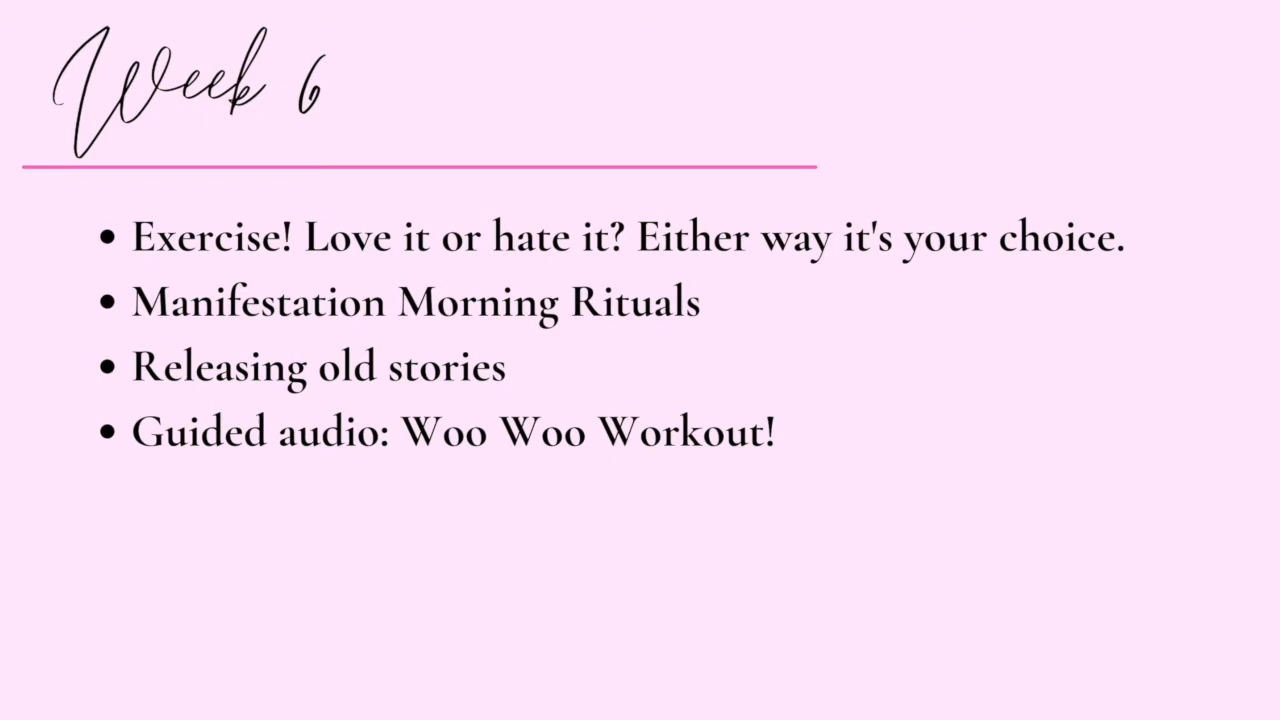 Week 6
• Exercise! Love it or hate it? Either way it's your choice.
• Manifestation Morning Rituals
• Releasing old stories
• Guided audio: Woo Woo Workout!